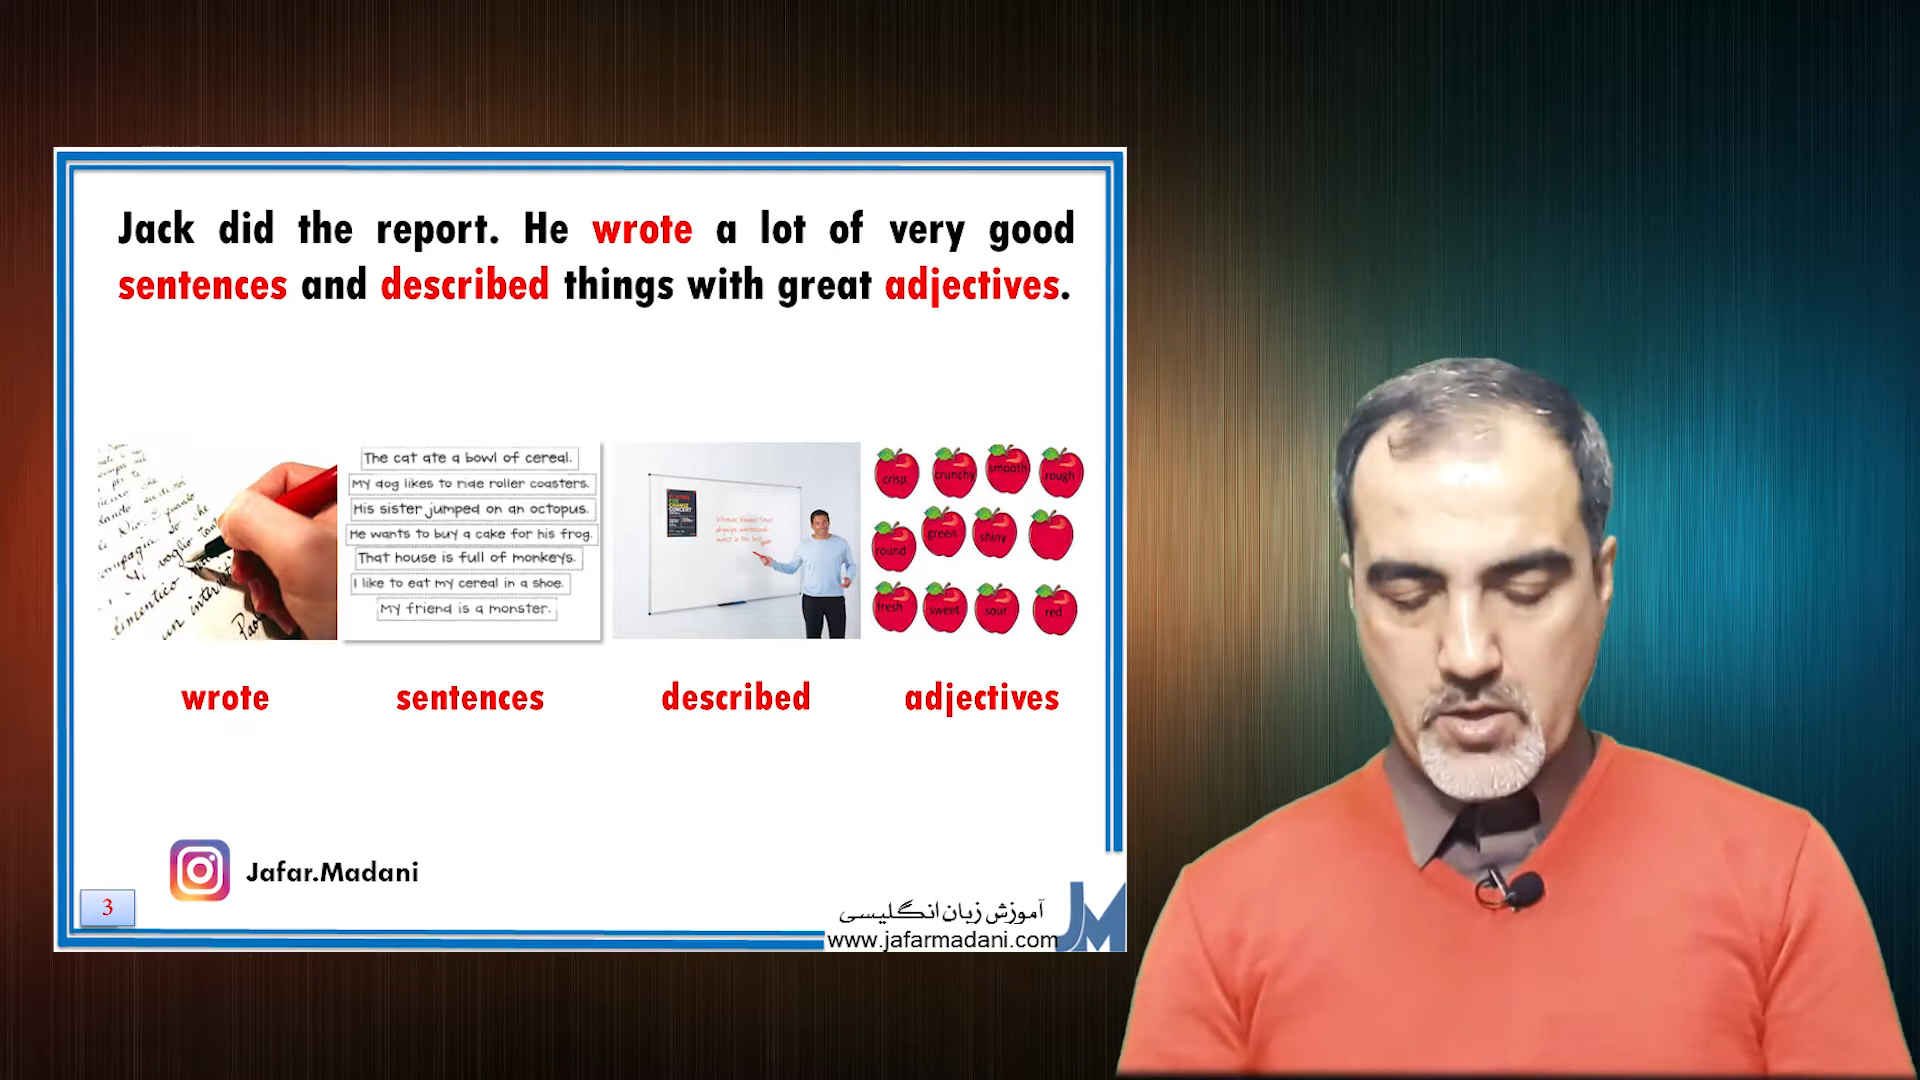 Jack did the report. He wrote a lot of very good
sentences and described things with great adjectives.
The cat ate a bowl of cereal.
My dog likes to ride roller coasters.
His sister jumped on an octopus.
He wants to buy a cake for his frog.
That house is full of monkeys.
I like to eat my cereal in a shoe.
My friend is a monster.
crisp crunchy smooth rough
round green shiny
fresh sweet sour red
wrote sentences described adjectives
Jafar.Madani
3
آموزش زبان انگلیسی
www.jafarmadani.com
JM